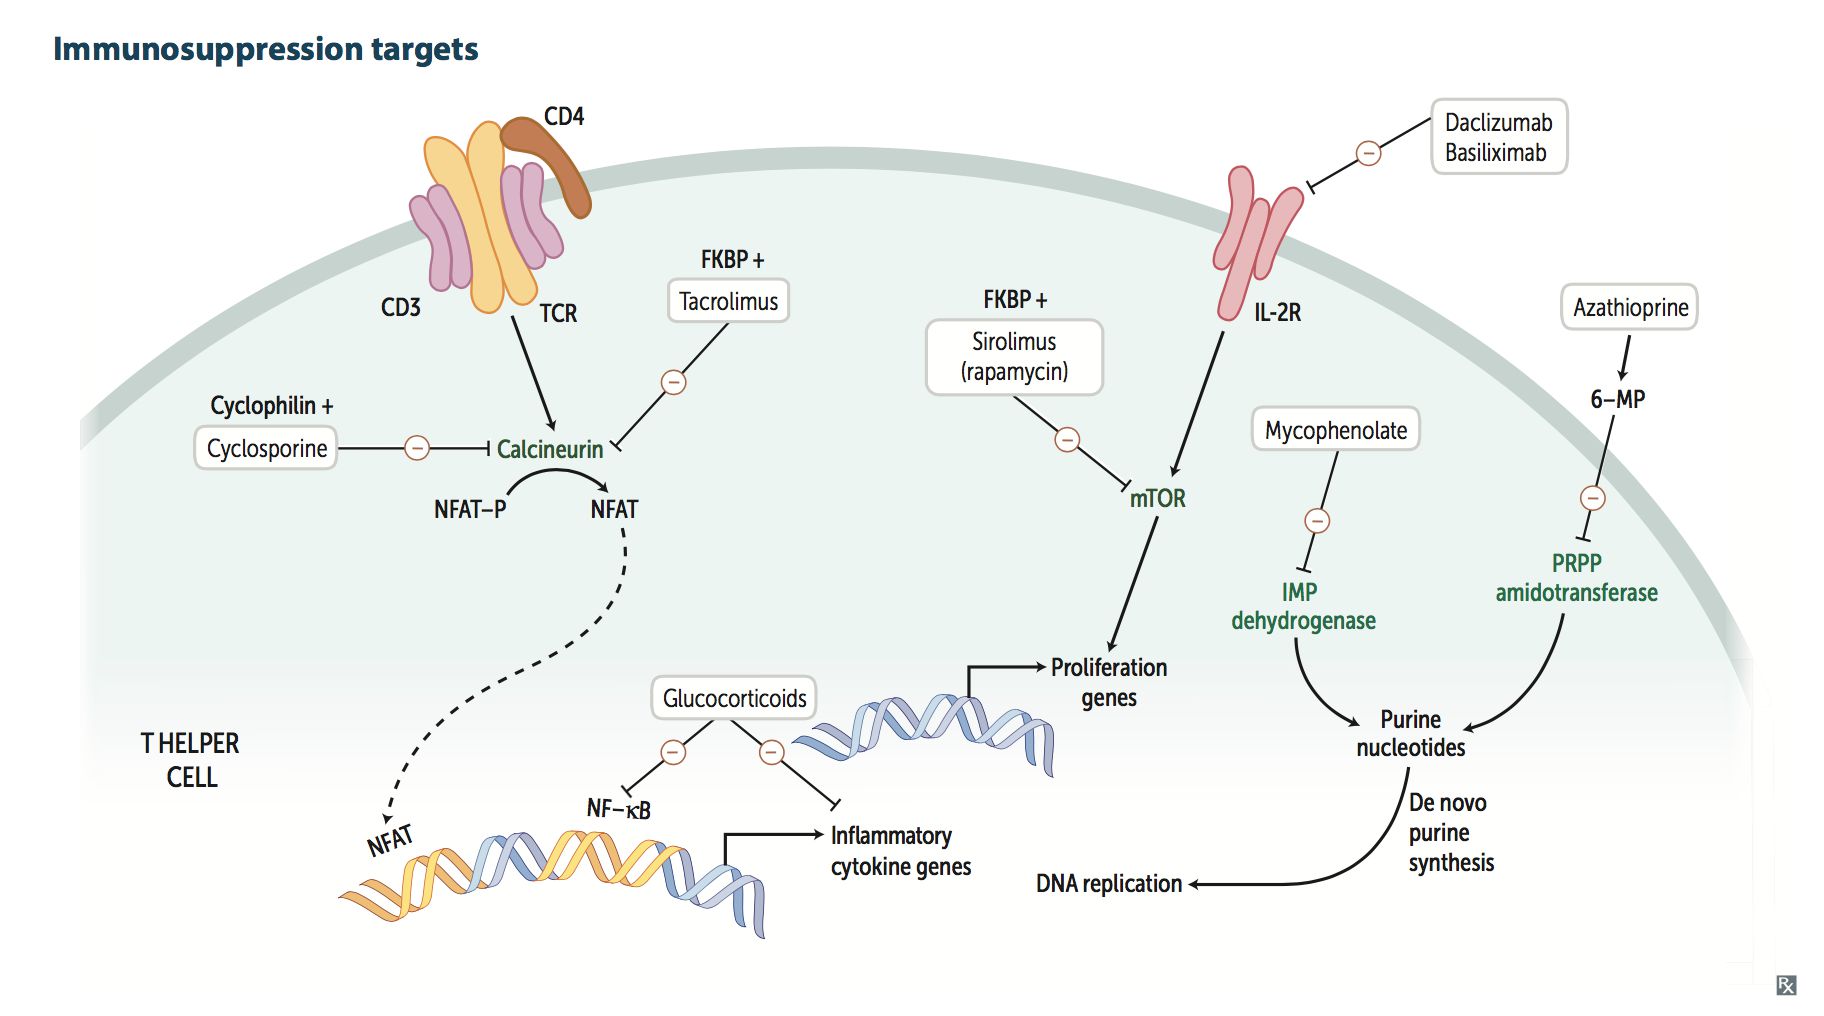 Immunosuppression targets
CD4
CD3
TCR
FKBP +
Tacrolimus
Cyclophilin +
Cyclosporine
Calcineurin
NFAT–P
NFAT
FKBP +
Sirolimus
(rapamycin)
Daclizumab
Basiliximab
IL-2R
mTOR
Azathioprine
6–MP
Mycophenolate
PRPP
amidotransferase
IMP
dehydrogenase
Proliferation
genes
Glucocorticoids
NF–κB
NFAT
Inflammatory
cytokine genes
Purine
nucleotides
De novo
purine
synthesis
DNA replication
T HELPER
CELL
Rx